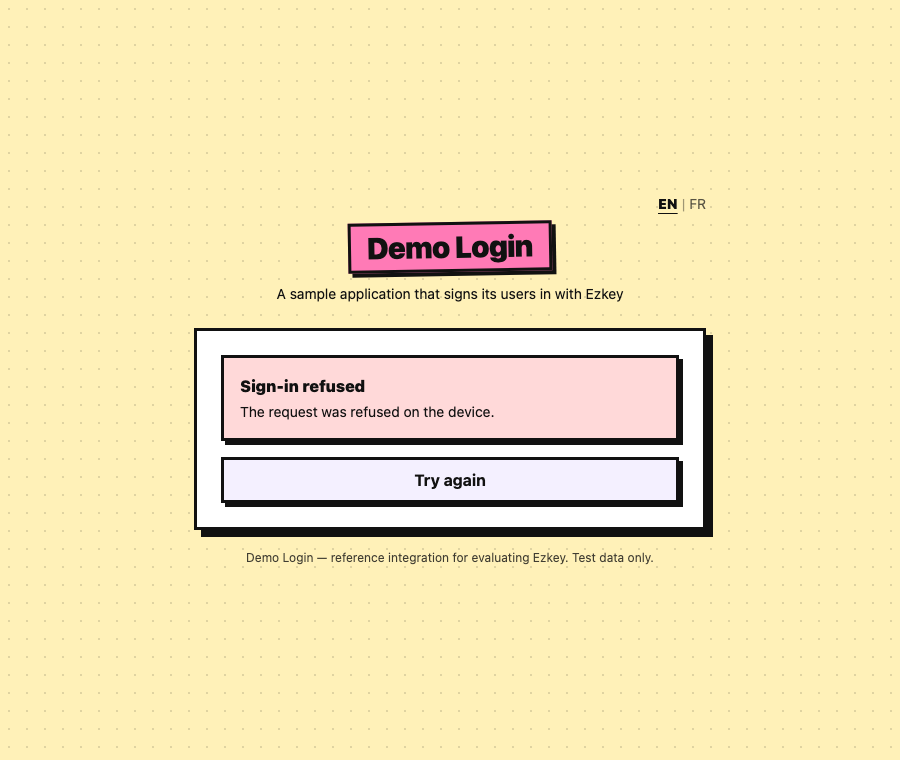 EN | FR
Demo Login
A sample application that signs its users in with Ezkey
Sign-in refused
The request was refused on the device.
Try again
Demo Login — reference integration for evaluating Ezkey. Test data only.